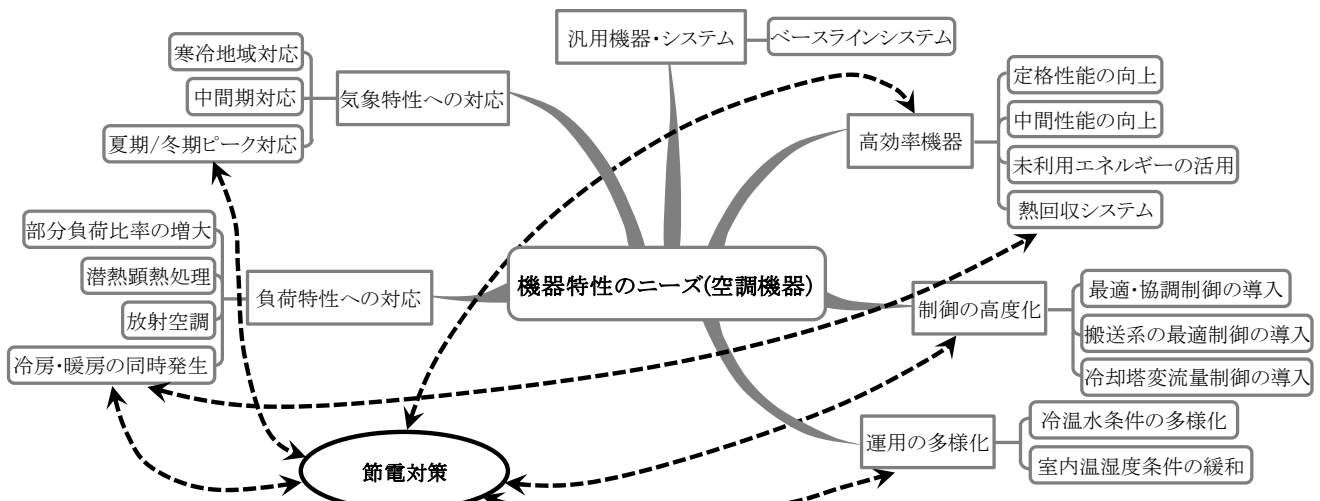 汎用機器・システム
ベースラインシステム
寒冷地域対応
中間期対応
夏期/冬期ピーク対応
気象特性への対応
高効率機器
定格性能の向上
中間性能の向上
未利用エネルギーの活用
熱回収システム
部分負荷比率の増大
潜熱顕熱処理
放射空調
冷房・暖房の同時発生
負荷特性への対応
機器特性のニーズ(空調機器)
制御の高度化
最適・協調制御の導入
搬送系の最適制御の導入
冷却塔変流量制御の導入
運用の多様化
冷温水条件の多様化
室内温湿度条件の緩和
節電対策